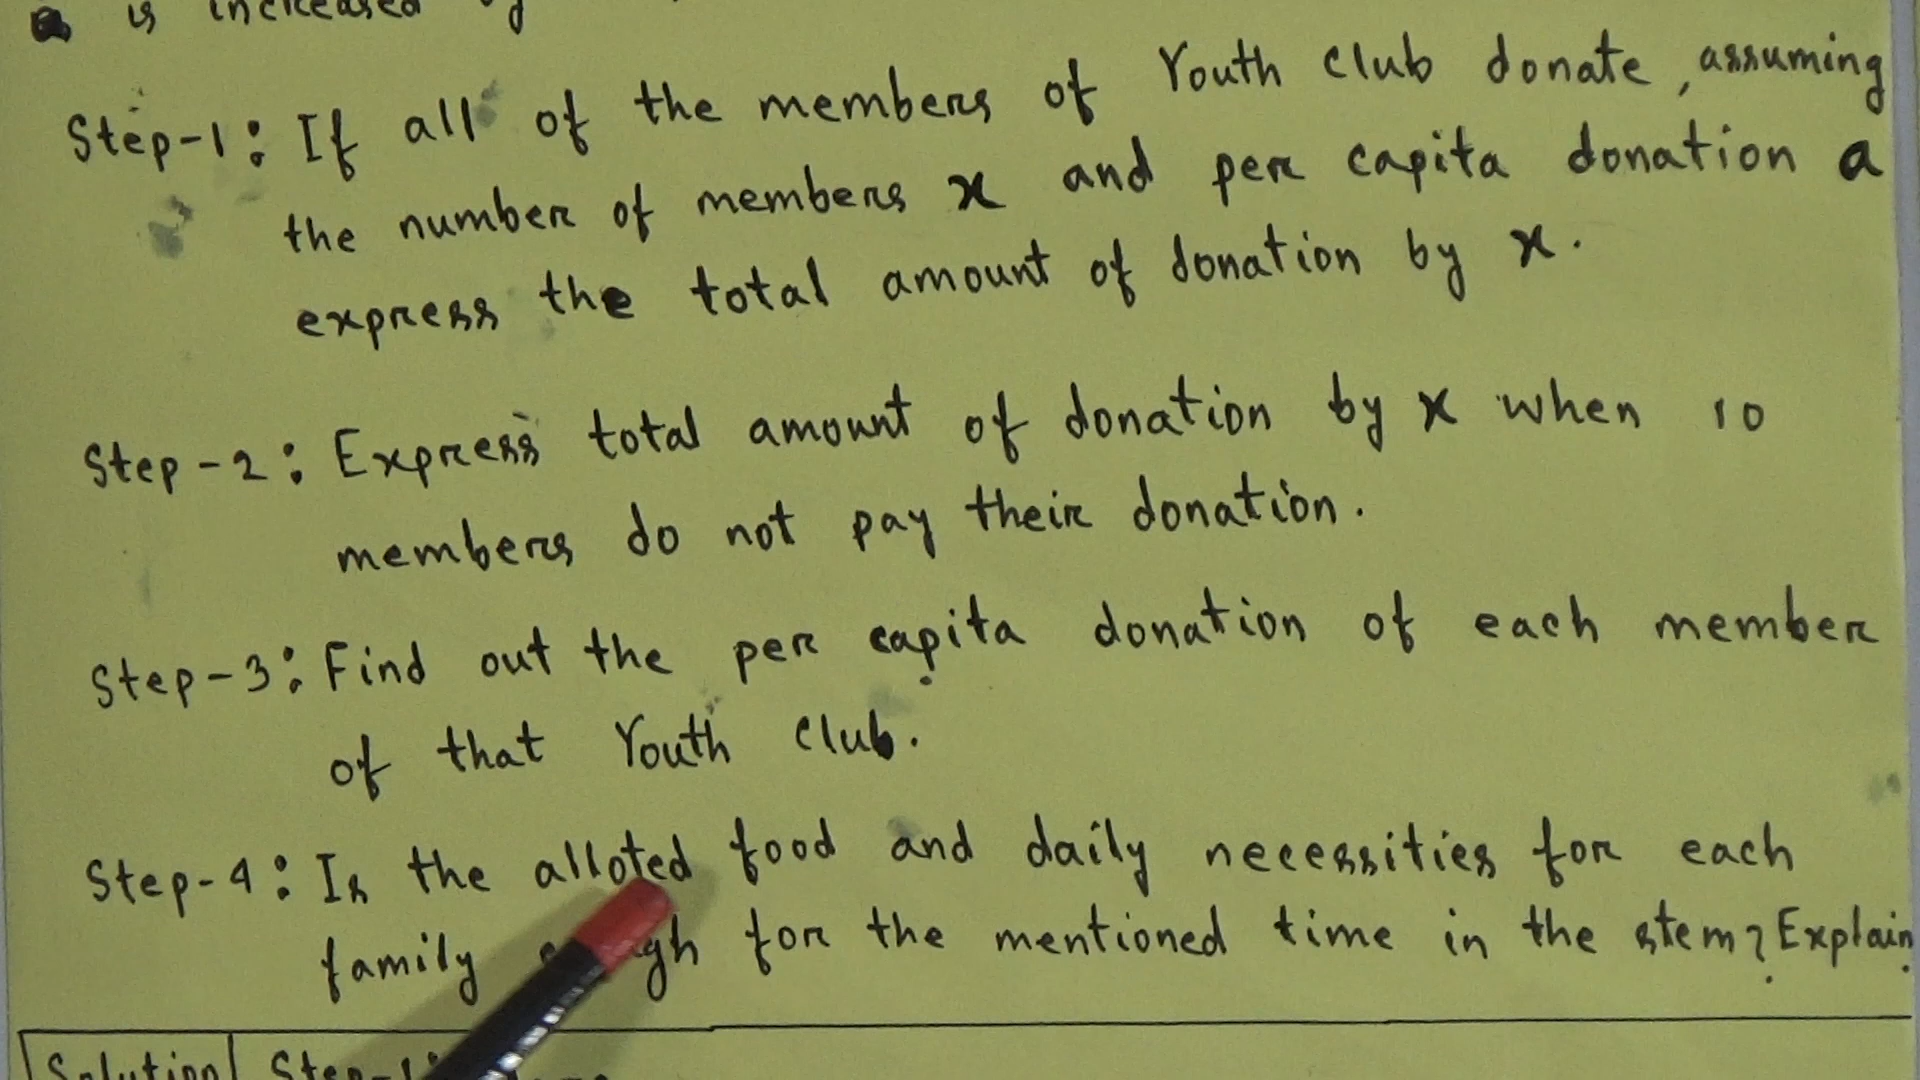 is increased
Step-1: If all of the members of Youth Club donate, assuming
the number of members x and per capita donation a
express the total amount of donation by x.
Step-2: Express total amount of donation by x when 10
members do not pay their donation.
Step-3: Find out the per capita donation of each member
of that Youth Club.
Step-4: Is the alloted food and daily necessities for each
family for the mentioned time in the stem? Explain.
Solution Step-1: